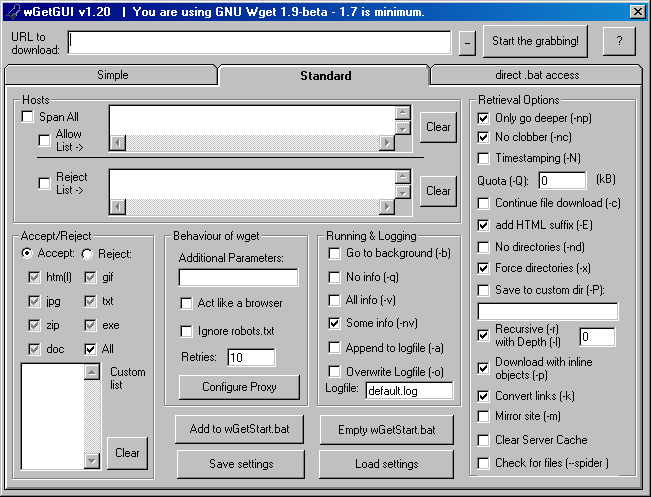 wGetGUI v1.20 | You are using GNU Wget 1.9-beta - 1.7 is minimum.
URL to
download:
-
Start the grabbing!
?
Simple
Standard
direct .bat access
Hosts
Span All
Allow
List ->
Clear
Reject
List ->
Clear
Accept/Reject
Accept:
Reject:
htm(l)
gif
jpg
txt
zip
exe
doc
All
Custom
list
Clear
Behaviour of wget
Additional Parameters:
Act like a browser
Ignore robots.txt
Retries:
10
Configure Proxy
Running & Logging
Go to background (-b)
No info (-q)
All info (-v)
Some info (-nv)
Append to logfile (-a)
Overwrite Logfile (-o)
Logfile:
default.log
Add to wGetStart.bat
Empty wGetStart.bat
Save settings
Load settings
Retrieval Options
Only go deeper (-np)
No clobber (-nc)
Timestamping (-N)
Quota (-Q):
0
(kB)
Continue file download (-c)
add HTML suffix (-E)
No directories (-nd)
Force directories (-x)
Save to custom dir (-P):
Recursive (-r)
with Depth (-l)
0
Download with inline
objects (-p)
Convert links (-k)
Mirror site (-m)
Clear Server Cache
Check for files (--spider )